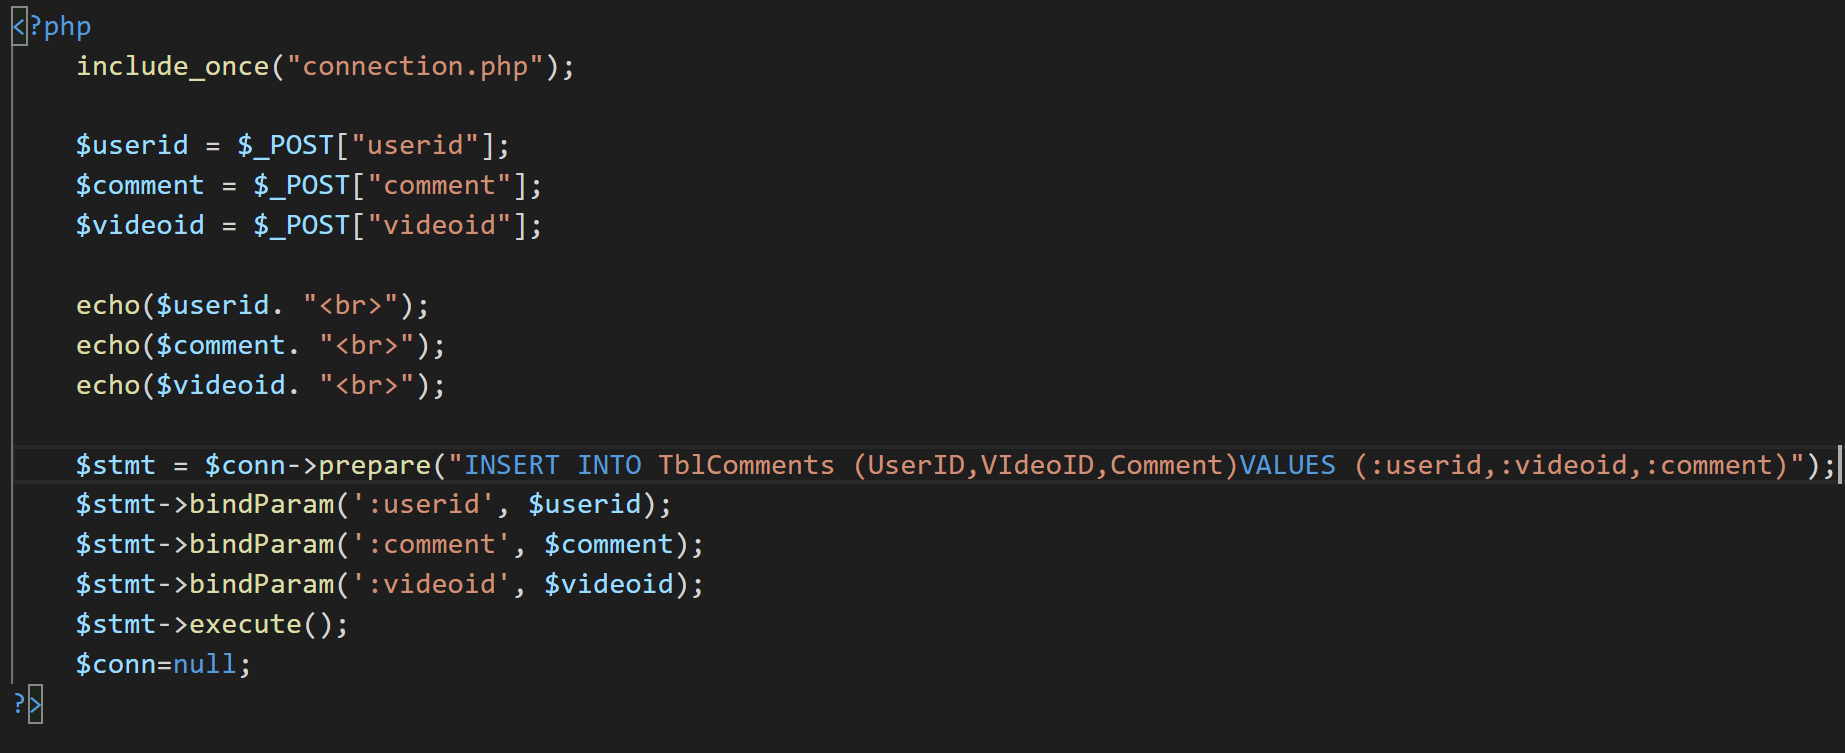 <?php
include_once("connection.php");
$userid = $_POST["userid"];
$comment = $_POST["comment"];
$videoid = $_POST["videoid"];
echo($userid. "<br>");
echo($comment. "<br>");
echo($videoid. "<br>");
$stmt = $conn->prepare("INSERT INTO TblComments (UserID,VIdeoID,Comment)VALUES (:userid,:videoid,:comment)");
$stmt->bindParam(':userid', $userid);
$stmt->bindParam(':comment', $comment);
$stmt->bindParam(':videoid', $videoid);
$stmt->execute();
$conn=null;
?>